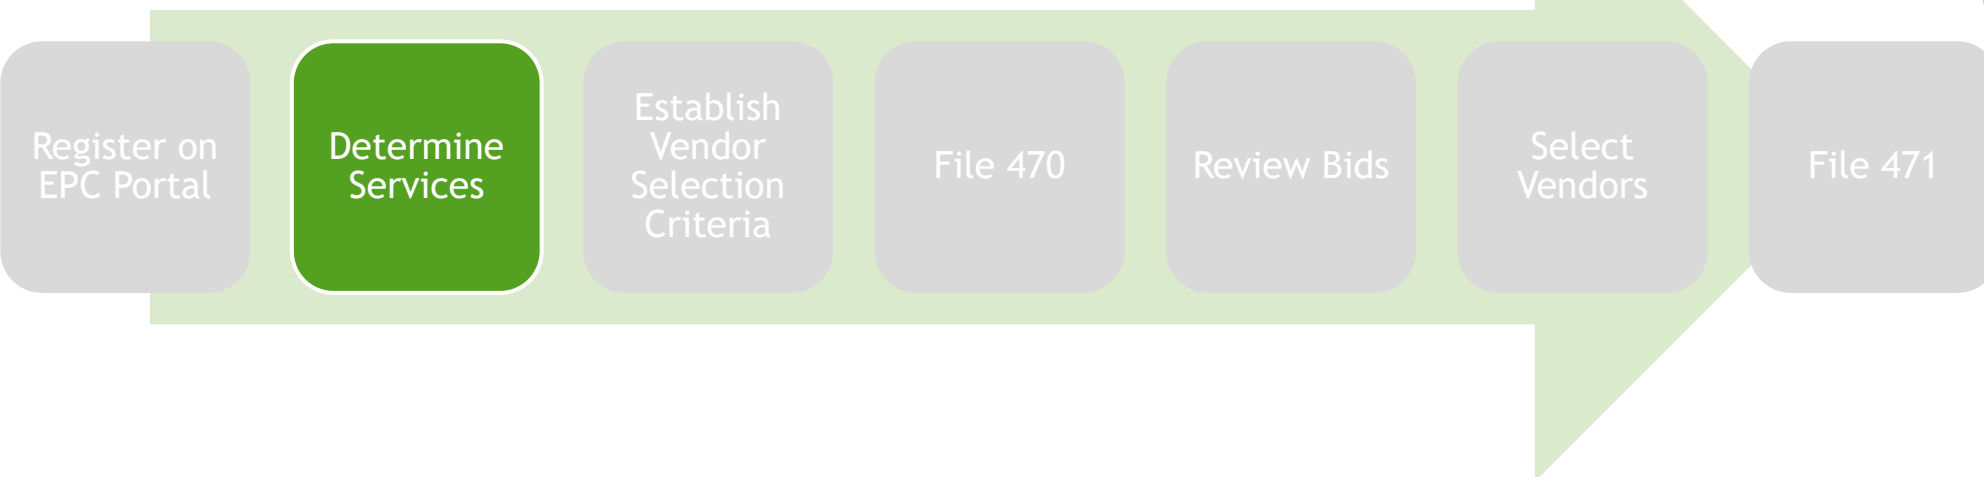 Register on
EPC Portal
Determine
Services
Establish
Vendor
Selection
Criteria
File 470
Review Bids
Select
Vendors
File 471